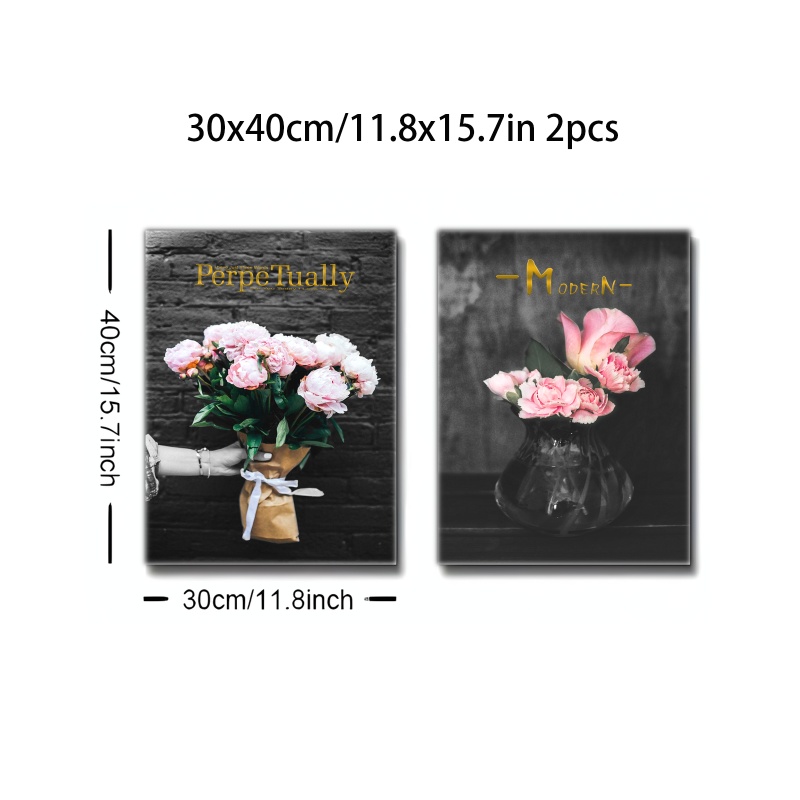 30x40cm/11.8x15.7in 2pcs
PerpeTually
-ModerN-
40cm/15.7inch
30cm/11.8inch